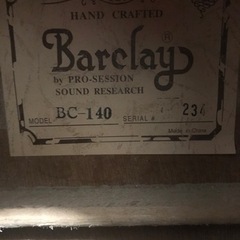 HAND CRAFTED
Barclay®
by PRO-SESSION
SOUND RESEARCH
MODEL BC-140 SERIAL # 234
Made in China